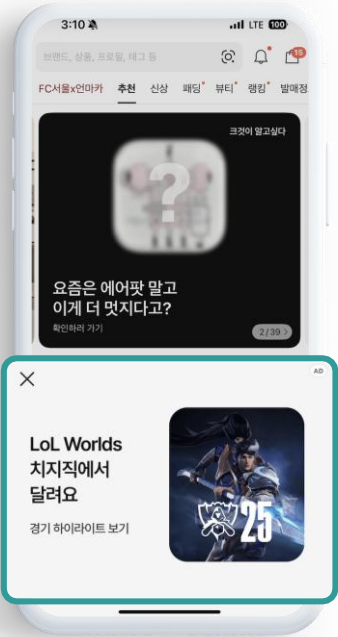 3:10
LTE 100
브랜드, 상품, 프로필, 태그 등
15
FC서울x언마카 추천 신상 패딩 뷰티 랭킹 발매정
크것이 알고싶다
?
요즘은 에어팟 말고
이게 더 멋지다고?
확인하러 가기
2/39 >
AD
LoL Worlds
치지직에서
달려요
경기 하이라이트 보기
25